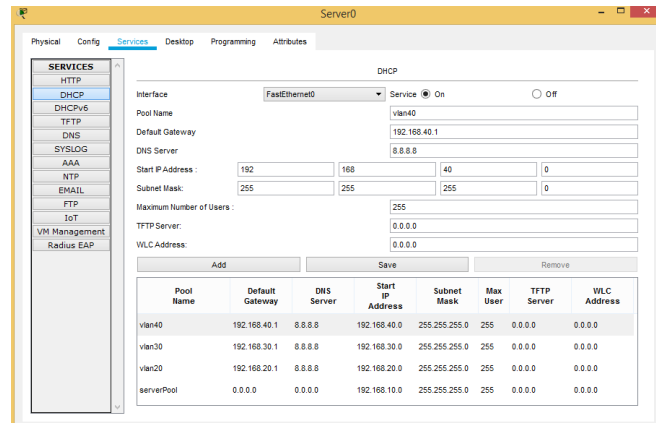 Server0
Physical Config Services Desktop Programming Attributes
SERVICES
HTTP
DHCP
DHCPv6
TFTP
DNS
SYSLOG
AAA
NTP
EMAIL
FTP
IoT
VM Management
Radius EAP
DHCP
Interface FastEthernet0 Service On Off
Pool Name vlan40
Default Gateway 192.168.40.1
DNS Server 8.8.8.8
Start IP Address : 192 168 40 0
Subnet Mask: 255 255 255 0
Maximum Number of Users : 255
TFTP Server: 0.0.0.0
WLC Address: 0.0.0.0
Add Save Remove
Pool Name Default Gateway DNS Server Start IP Address Subnet Mask Max User TFTP Server WLC Address
vlan40 192.168.40.1 8.8.8.8 192.168.40.0 255.255.255.0 255 0.0.0.0 0.0.0.0
vlan30 192.168.30.1 8.8.8.8 192.168.30.0 255.255.255.0 255 0.0.0.0 0.0.0.0
vlan20 192.168.20.1 8.8.8.8 192.168.20.0 255.255.255.0 255 0.0.0.0 0.0.0.0
serverPool 0.0.0.0 0.0.0.0 192.168.10.0 255.255.255.0 255 0.0.0.0 0.0.0.0